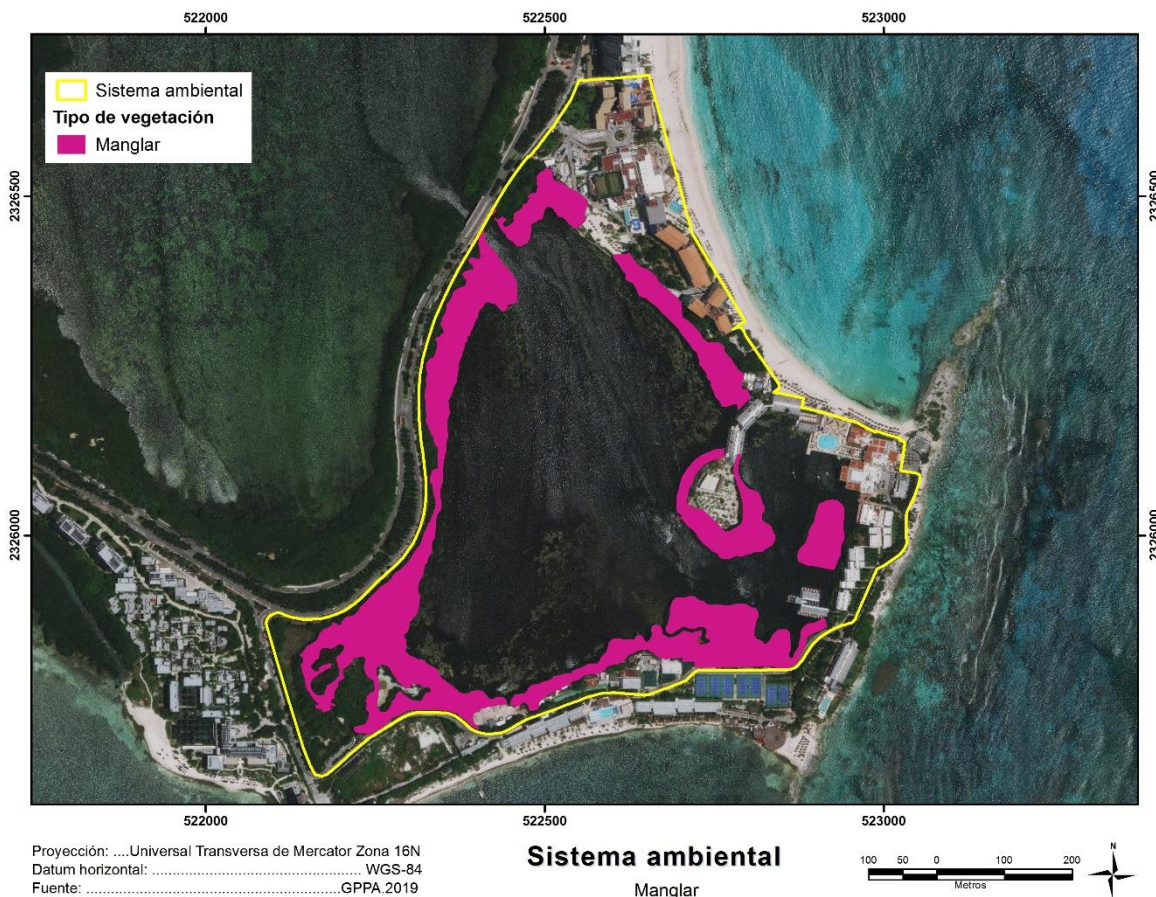 522000 522500 523000
Sistema ambiental
Tipo de vegetación
Manglar
2326500 2326500
2326000 2326000
522000 522500 523000
Proyección: ....Universal Transversa de Mercator Zona 16N
Datum horizontal: ........................................ WGS-84
Fuente: ....................................................GPPA.2019
Sistema ambiental
Manglar
100 50 0 100 200
Metros
N